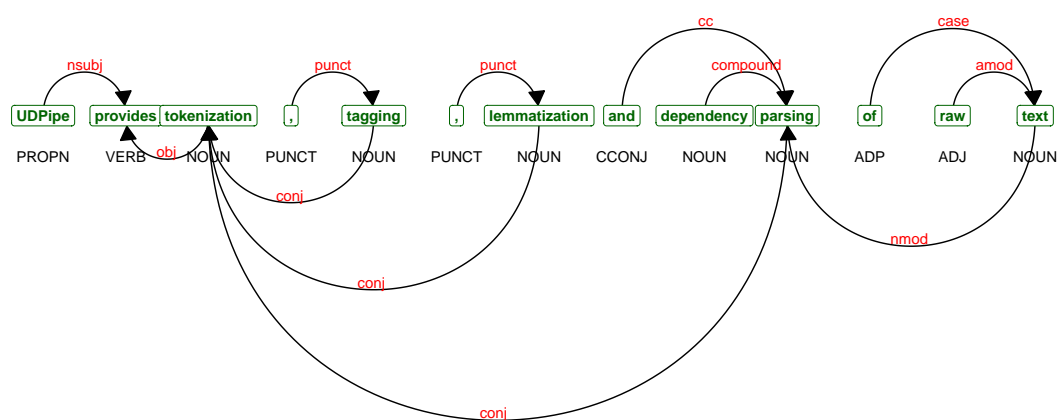 cc case
nsubj punct punct compound amod
UDPipe provides tokenization , tagging , lemmatization and dependency parsing of raw text
PROPN VERB obj NOUN PUNCT NOUN PUNCT NOUN CCONJ NOUN NOUN ADP ADJ NOUN
conj
nmod
conj
conj